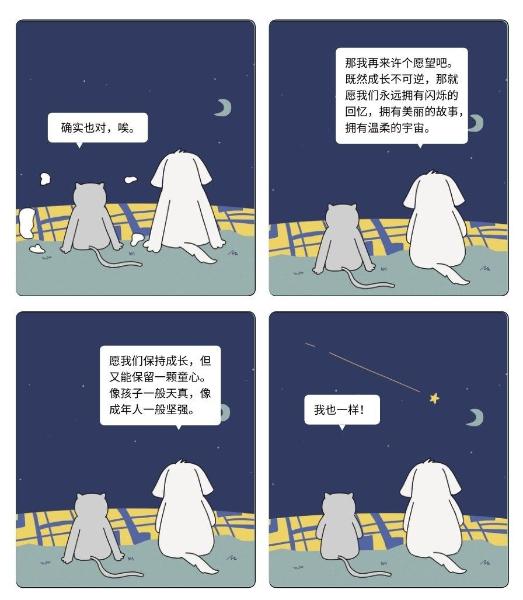 确实也对，唉。
那我再来许个愿望吧。
既然成长不可逆，那就
愿我们永远拥有闪烁的
回忆，拥有美丽的故事，
拥有温柔的宇宙。
愿我们保持成长，但
又能保留一颗童心。
像孩子一般天真，像
成年人一般坚强。
我也一样！